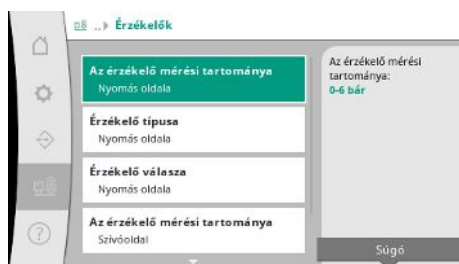 ..▸ Érzékelők
Az érzékelő mérési tartománya
Nyomás oldala
Érzékelő típusa
Nyomás oldala
Érzékelő válasza
Nyomás oldala
Az érzékelő mérési tartománya
Szívóoldal
Az érzékelő mérési
tartománya:
0-6 bár
?
Súgó